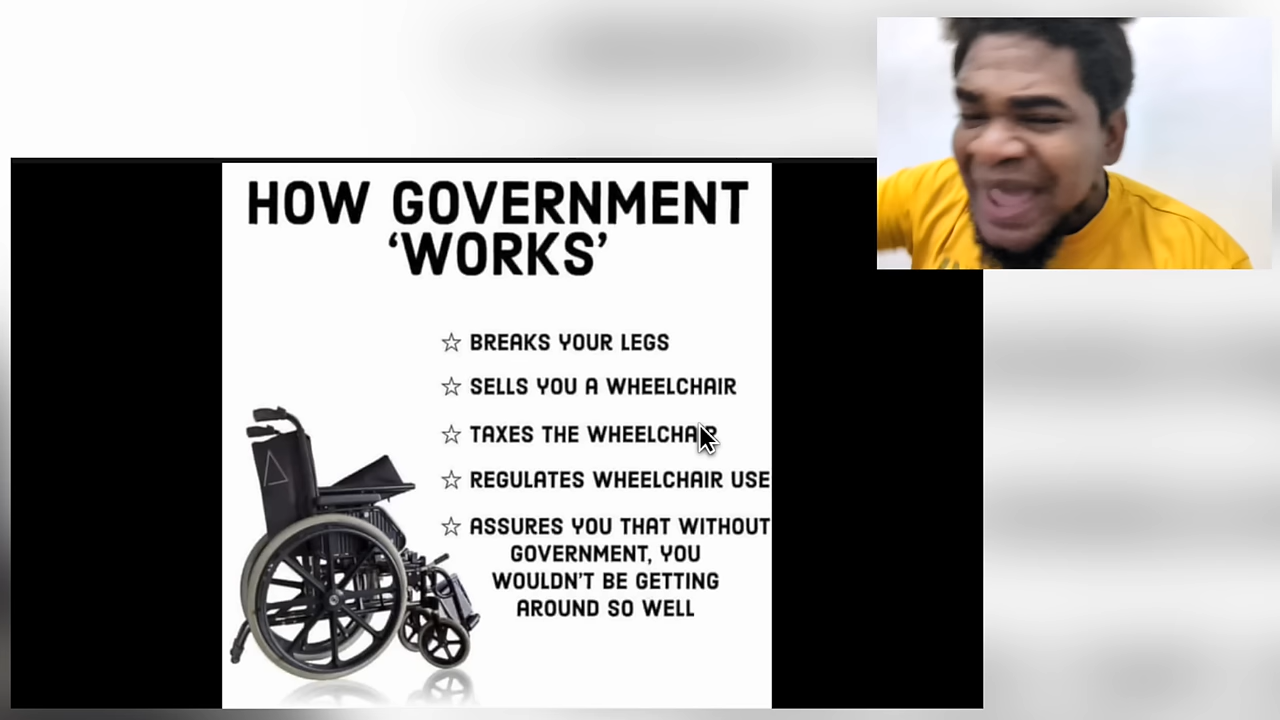 HOW GOVERNMENT
‘WORKS’
☆ BREAKS YOUR LEGS
☆ SELLS YOU A WHEELCHAIR
☆ TAXES THE WHEELCHAIR
☆ REGULATES WHEELCHAIR USE
☆ ASSURES YOU THAT WITHOUT
GOVERNMENT, YOU
WOULDN’T BE GETTING
AROUND SO WELL